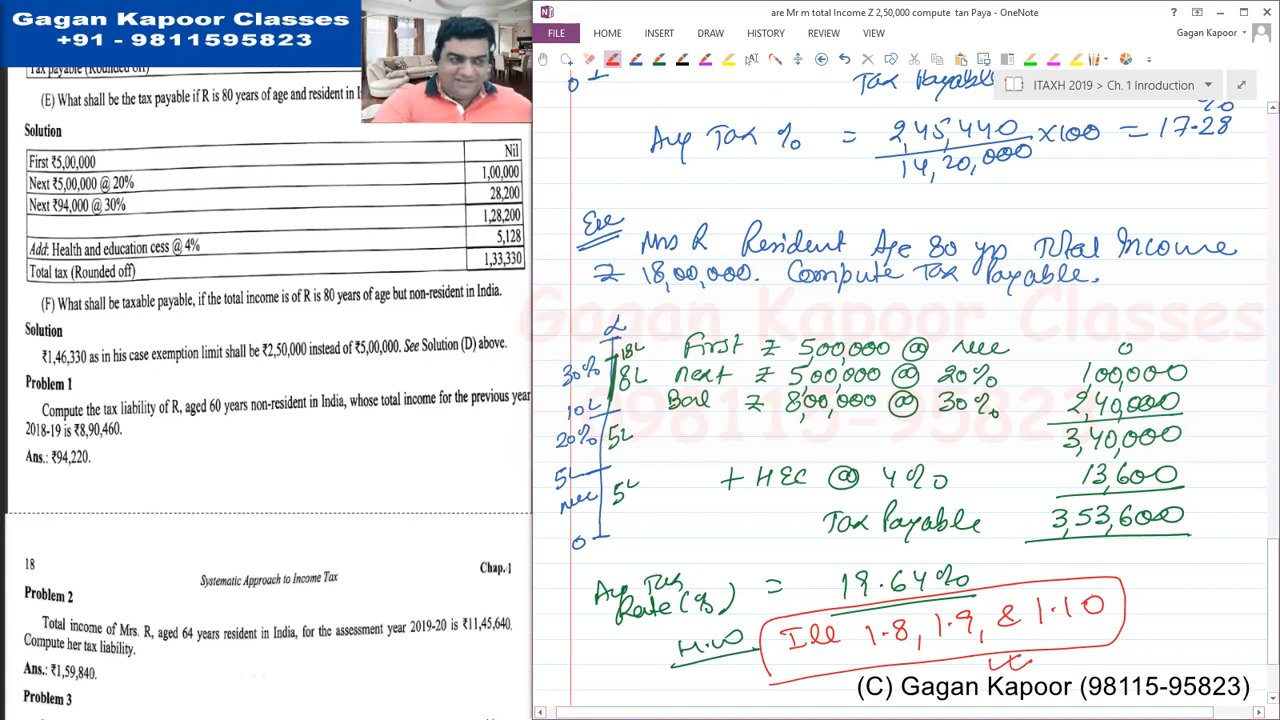 Gagan Kapoor Classes
+91 - 9811595823
are Mr m total Income Z 2,50,000 compute tan Paya - OneNote
FILE HOME INSERT DRAW HISTORY REVIEW VIEW
Gagan Kapoor
ITAXH 2019 > Ch. 1 Inroduction
Tax payable (Rounded off)
(E) What shall be the tax payable if R is 80 years of age and resident in I
Solution
First ₹5,00,000 Nil
Next ₹5,00,000 @ 20% 1,00,000
Next ₹94,000 @ 30% 28,200
1,28,200
Add: Health and education cess @ 4% 5,128
Total tax (Rounded off) 1,33,330
(F) What shall be taxable payable, if the total income is of R is 80 years of age but non-resident in India.
Solution
₹1,46,330 as in his case exemption limit shall be ₹2,50,000 instead of ₹5,00,000. See Solution (D) above.
Problem 1
Compute the tax liability of R, aged 60 years non-resident in India, whose total income for the previous year
2018-19 is ₹8,90,460.
Ans.: ₹94,220.
18 Systematic Approach to Income Tax Chap. 1
Problem 2
Total income of Mrs. R, aged 64 years resident in India, for the assessment year 2019-20 is ₹11,45,640.
Compute her tax liability.
Ans.: ₹1,59,840.
Problem 3
0
Tax Payable
Avg Tax % = 2,45,440 / 14,20,000 × 100 = 17.28 %
Mrs R Resident Age 80 yrs Total Income
₹ 18,00,000. Compute Tax Payable.
18L First ₹ 5,00,000 @ nil 0
30% 8L next ₹ 5,00,000 @ 20% 1,00,000
10L Bal ₹ 8,00,000 @ 30% 2,40,000
20% 5L 3,40,000
5L
nil 5L + HEC @ 4% 13,600
0 Tax Payable 3,53,600
Avg Tax Rate (%) = 19.64%
H.W. Ill 1.8, 1.9, & 1.10
Gagan Kapoor Classes
(C) Gagan Kapoor (98115-95823)